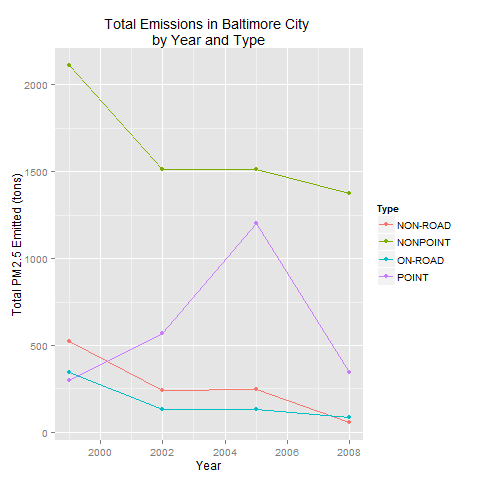 Total Emissions in Baltimore City
by Year and Type
2000
1500
1000
500
0
Total PM2.5 Emitted (tons)
2000 2002 2004 2006 2008
Year
Type
NON-ROAD
NONPOINT
ON-ROAD
POINT